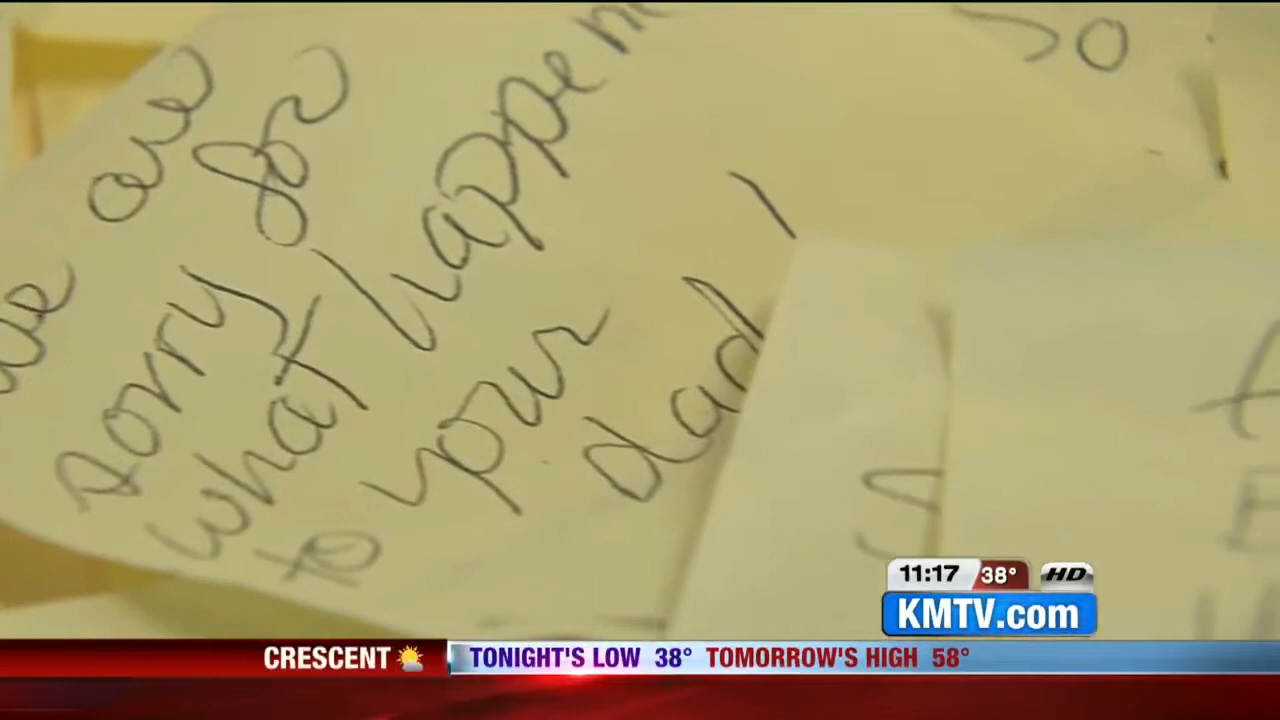 we are
sorry for
what happen
to your
dad
so
S
11:17 38° HD
KMTV.com
CRESCENT TONIGHT'S LOW 38° TOMORROW'S HIGH 58°